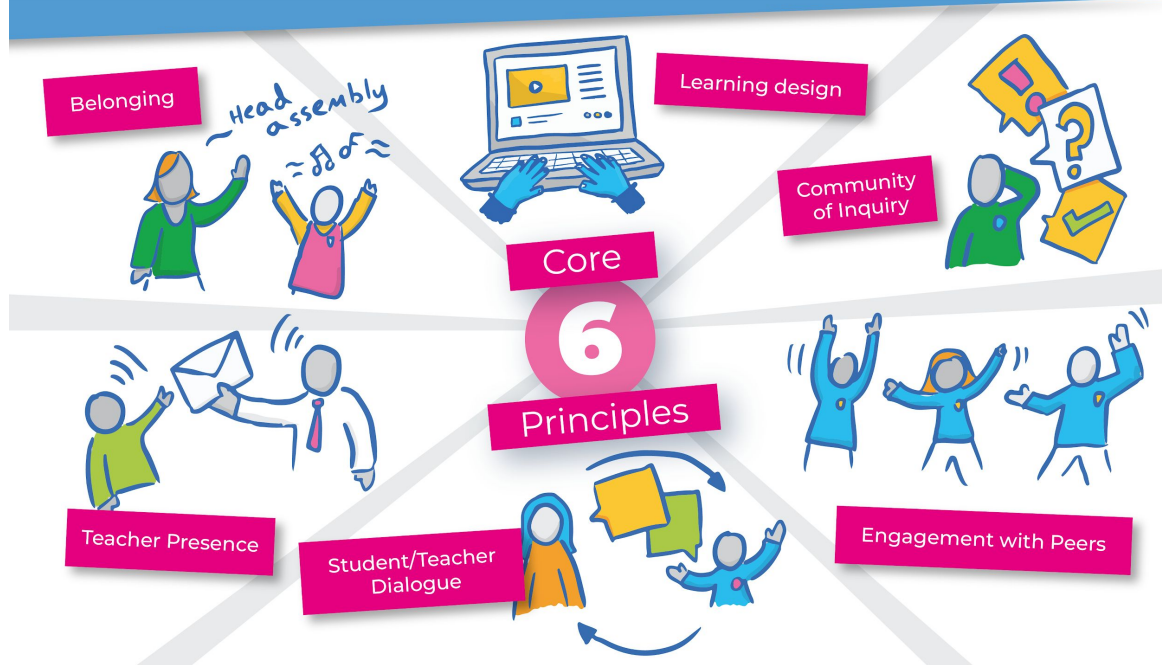 Belonging
Head
assembly
Learning design
Community
of Inquiry
Core
6
Principles
Teacher Presence
Student/Teacher
Dialogue
Engagement with Peers